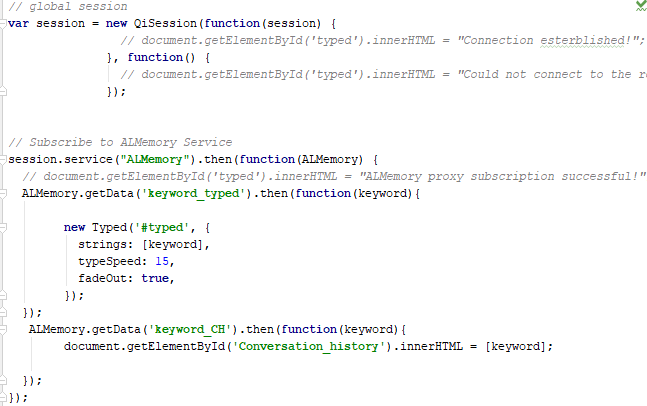 // global session
var session = new QiSession(function(session) {
// document.getElementById('typed').innerHTML = "Connection esterblished!";
}, function() {
// document.getElementById('typed').innerHTML = "Could not connect to the
});
// Subscribe to ALMemory Service
session.service("ALMemory").then(function(ALMemory) {
// document.getElementById('typed').innerHTML = "ALMemory proxy subscription successful!"
ALMemory.getData('keyword_typed').then(function(keyword){
new Typed('#typed', {
strings: [keyword],
typeSpeed: 15,
fadeOut: true,
});
});
ALMemory.getData('keyword_CH').then(function(keyword){
document.getElementById('Conversation_history').innerHTML = [keyword];
});
});